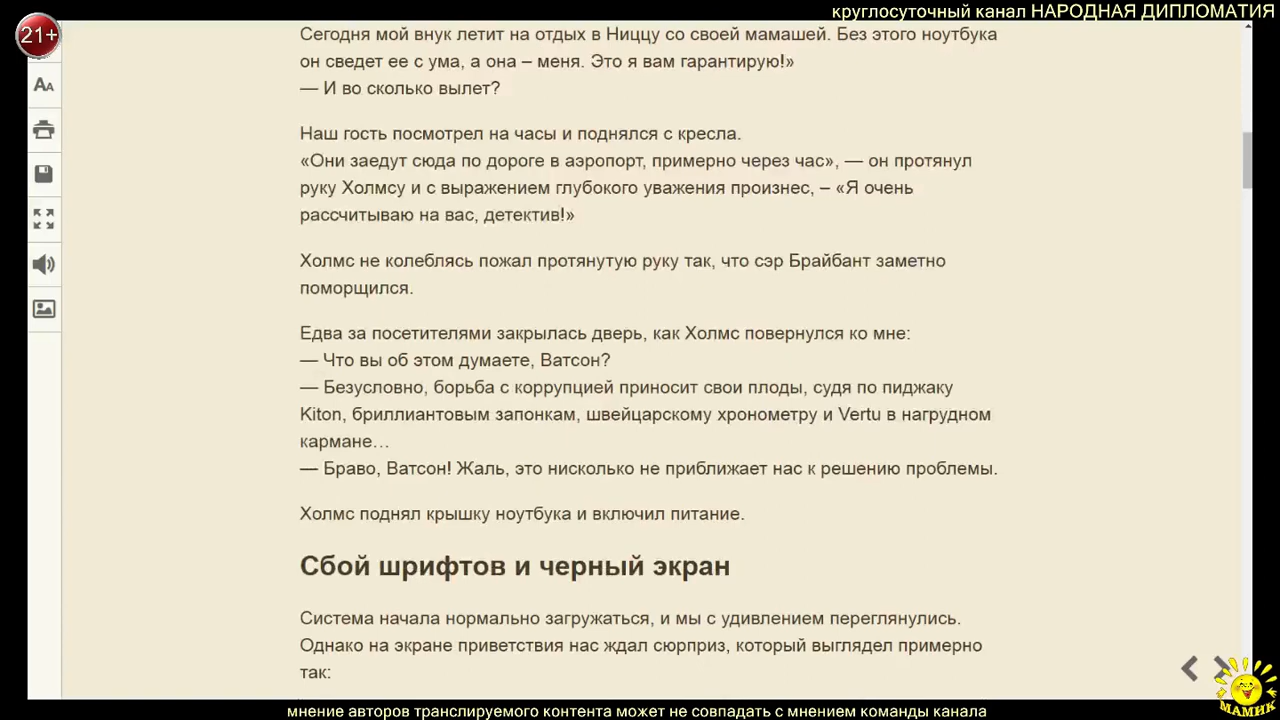 круглосуточный канал НАРОДНАЯ ДИПЛОМАТИЯ
21+
Сегодня мой внук летит на отдых в Ниццу со своей мамашей. Без этого ноутбука
он сведет ее с ума, а она – меня. Это я вам гарантирую!»
— И во сколько вылет?
Наш гость посмотрел на часы и поднялся с кресла.
«Они заедут сюда по дороге в аэропорт, примерно через час», — он протянул
руку Холмсу и с выражением глубокого уважения произнес, – «Я очень
рассчитываю на вас, детектив!»
Холмс не колеблясь пожал протянутую руку так, что сэр Брайбант заметно
поморщился.
Едва за посетителями закрылась дверь, как Холмс повернулся ко мне:
— Что вы об этом думаете, Ватсон?
— Безусловно, борьба с коррупцией приносит свои плоды, судя по пиджаку
Kiton, бриллиантовым запонкам, швейцарскому хронометру и Vertu в нагрудном
кармане…
— Браво, Ватсон! Жаль, это нисколько не приближает нас к решению проблемы.
Холмс поднял крышку ноутбука и включил питание.
Сбой шрифтов и черный экран
Система начала нормально загружаться, и мы с удивлением переглянулись.
Однако на экране приветствия нас ждал сюрприз, который выглядел примерно
так:
МАМИК
мнение авторов транслируемого контента может не совпадать с мнением команды канала